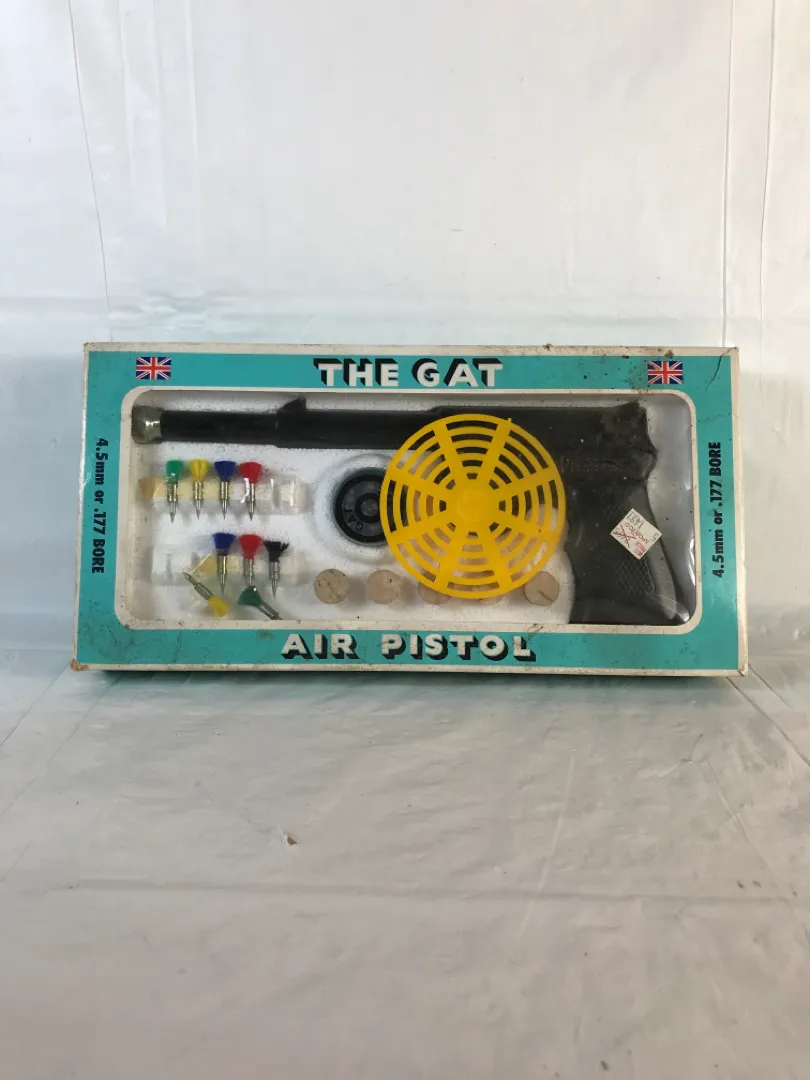 THE GAT
4.5mm or .177 BORE
4.5mm or .177 BORE
AIR PISTOL